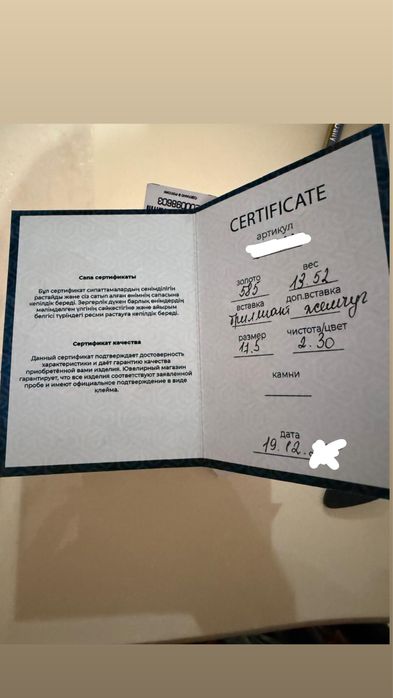 Сапа сертификаты
Бұл сертификат сипаттамалардың сенімділігін
растайды және сіз сатып алған өнімнің сапасына
кепілдік береді. Зергерлік дүкен барлық өнімдердің
мәлімделген үлгінің сәйкестігіне және айырым
белгісі түріндегі ресми растауға кепілдік береді.
Сертификат качества
Данный сертификат подтверждает достоверность
характеристики и даёт гарантию качества
приобретённой вами изделия. Ювелирный магазин
гарантирует, что все изделия соответствуют заявленной
пробе и имеют официальное подтверждение в виде
клейма.
CERTIFICATE
артикул
золото вес
585 13.52
вставка доп.вставка
бриллиант жемчуг
размер чистота/цвет
17,5 2.30
камни
дата
19.12.